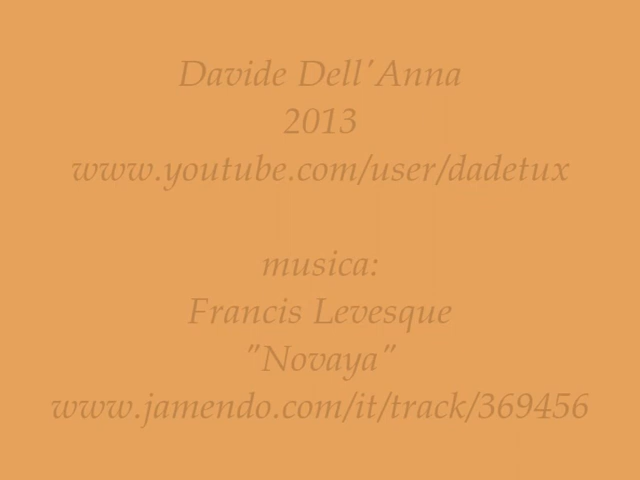 Davide Dell'Anna
2013
www.youtube.com/user/dadetux
musica:
Francis Levesque
"Novaya"
www.jamendo.com/it/track/369456